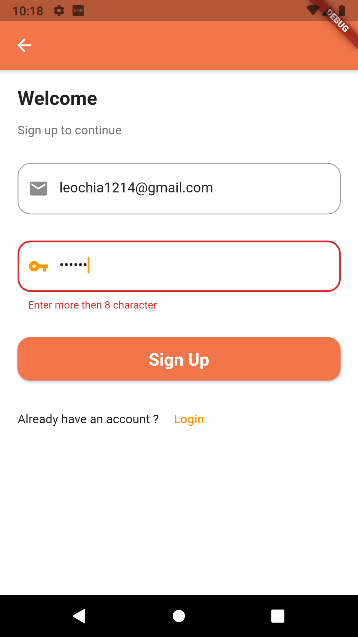 10:18
DEBUG
Welcome
Sign up to continue
leochia1214@gmail.com
••••••
Enter more then 8 character
Sign Up
Already have an account ? Login